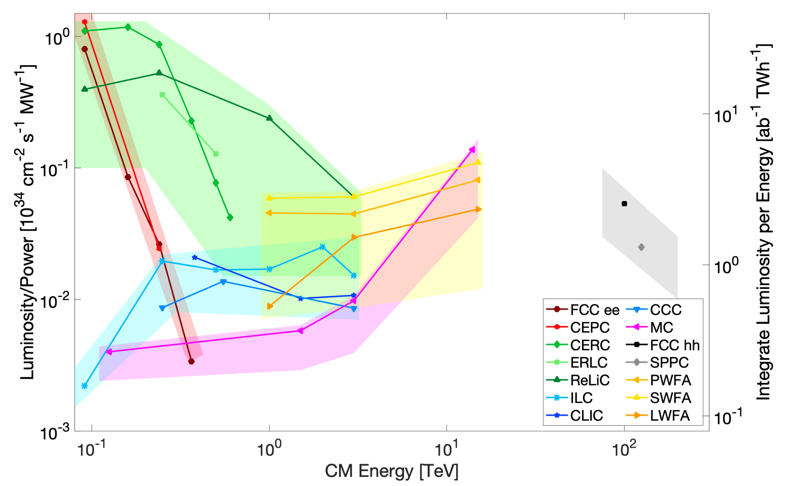 Luminosity/Power [10³⁴ cm⁻² s⁻¹ MW⁻¹]
10⁰
10⁻¹
10⁻²
10⁻³
10⁻¹
10⁰
10¹
10²
CM Energy [TeV]
10¹
10⁰
10⁻¹
Integrate Luminosity per Energy [ab⁻¹ TWh⁻¹]
FCC ee
CEPC
CERC
ERLC
ReLiC
ILC
CLIC
CCC
MC
FCC hh
SPPC
PWFA
SWFA
LWFA